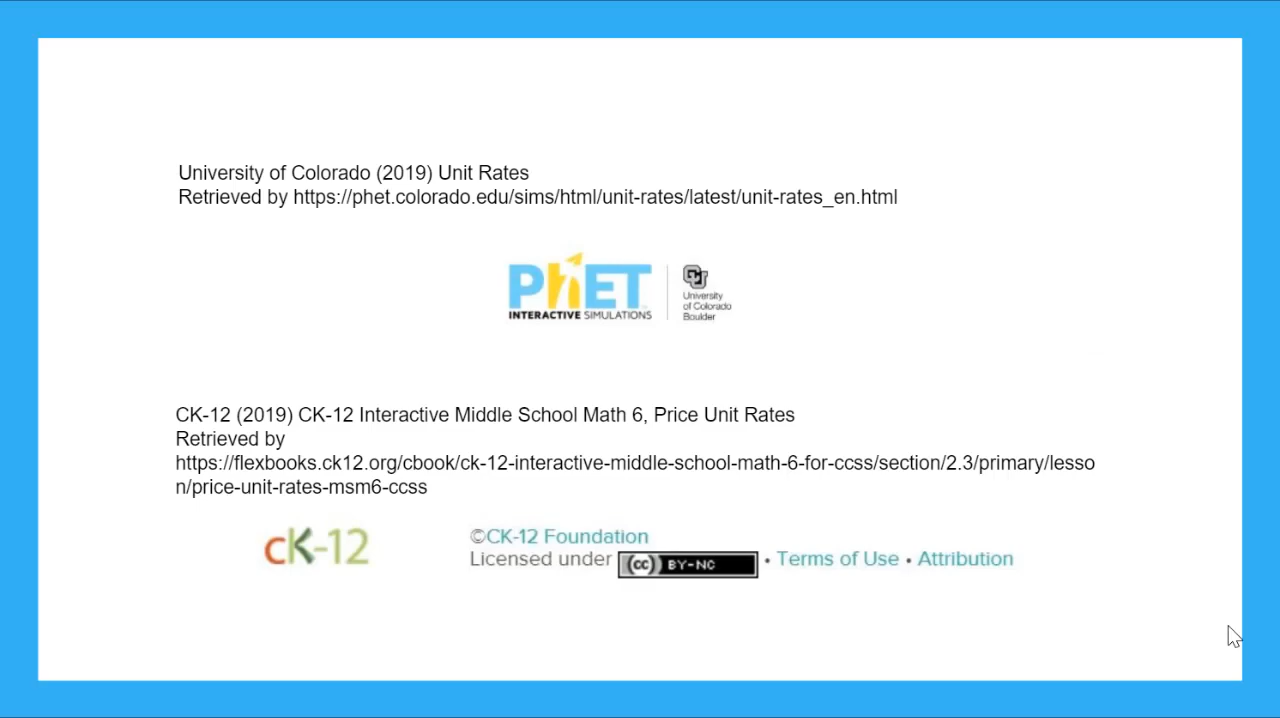 University of Colorado (2019) Unit Rates
Retrieved by https://phet.colorado.edu/sims/html/unit-rates/latest/unit-rates_en.html
PhET
INTERACTIVE SIMULATIONS
CU
University
of Colorado
Boulder
CK-12 (2019) CK-12 Interactive Middle School Math 6, Price Unit Rates
Retrieved by
https://flexbooks.ck12.org/cbook/ck-12-interactive-middle-school-math-6-for-ccss/section/2.3/primary/lesso
n/price-unit-rates-msm6-ccss
cK-12
©CK-12 Foundation
Licensed under (cc) BY-NC • Terms of Use • Attribution